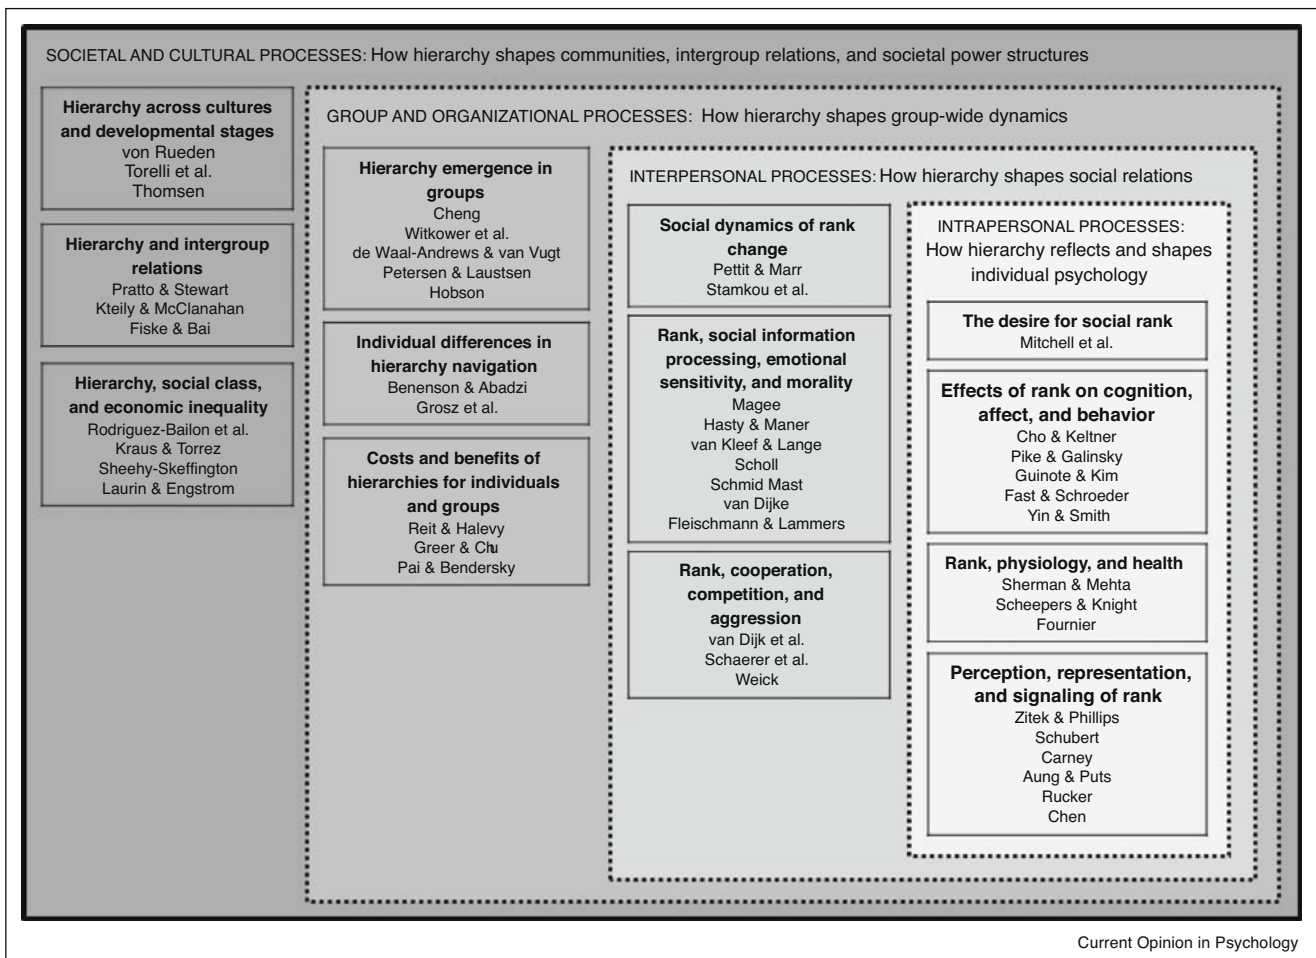 SOCIETAL AND CULTURAL PROCESSES: How hierarchy shapes communities, intergroup relations, and societal power structures
Hierarchy across cultures
and developmental stages
von Rueden
Torelli et al.
Thomsen
Hierarchy and intergroup
relations
Pratto & Stewart
Kteily & McClanahan
Fiske & Bai
Hierarchy, social class,
and economic inequality
Rodriguez-Bailon et al.
Kraus & Torrez
Sheehy-Skeffington
Laurin & Engstrom
GROUP AND ORGANIZATIONAL PROCESSES: How hierarchy shapes group-wide dynamics
Hierarchy emergence in
groups
Cheng
Witkower et al.
de Waal-Andrews & van Vugt
Petersen & Laustsen
Hobson
Individual differences in
hierarchy navigation
Benenson & Abadzi
Grosz et al.
Costs and benefits of
hierarchies for individuals
and groups
Reit & Halevy
Greer & Chu
Pai & Bendersky
INTERPERSONAL PROCESSES: How hierarchy shapes social relations
Social dynamics of rank
change
Pettit & Marr
Stamkou et al.
Rank, social information
processing, emotional
sensitivity, and morality
Magee
Hasty & Maner
van Kleef & Lange
Scholl
Schmid Mast
van Dijke
Fleischmann & Lammers
Rank, cooperation,
competition, and
aggression
van Dijk et al.
Schaerer et al.
Weick
INTRAPERSONAL PROCESSES:
How hierarchy reflects and shapes
individual psychology
The desire for social rank
Mitchell et al.
Effects of rank on cognition,
affect, and behavior
Cho & Keltner
Pike & Galinsky
Guinote & Kim
Fast & Schroeder
Yin & Smith
Rank, physiology, and health
Sherman & Mehta
Scheepers & Knight
Fournier
Perception, representation,
and signaling of rank
Zitek & Phillips
Schubert
Carney
Aung & Puts
Rucker
Chen
Current Opinion in Psychology